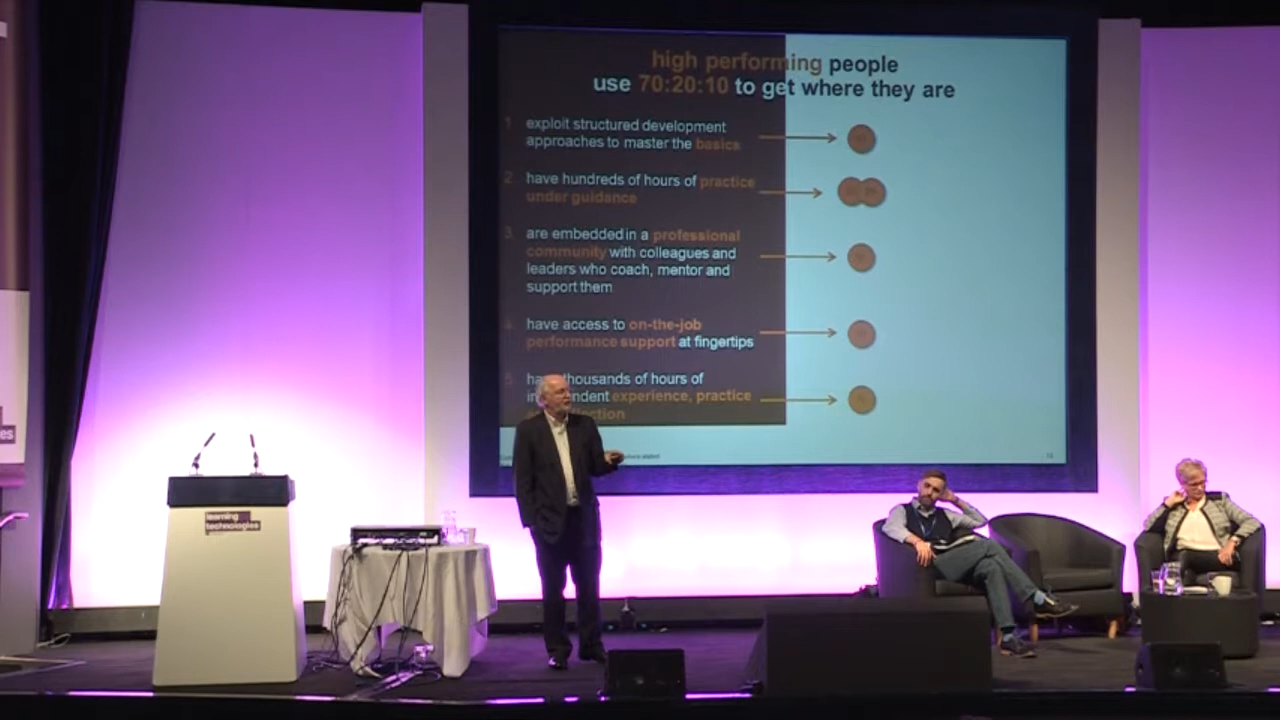 high performing people
use 70:20:10 to get where they are
1. exploit structured development
approaches to master the basics
2. have hundreds of hours of practice
under guidance
3. are embedded in a professional
community with colleagues and
leaders who coach, mentor and
support them
4. have access to on-the-job
performance support at fingertips
5. thousands of hours of
experience, practice
learning
technologies
es